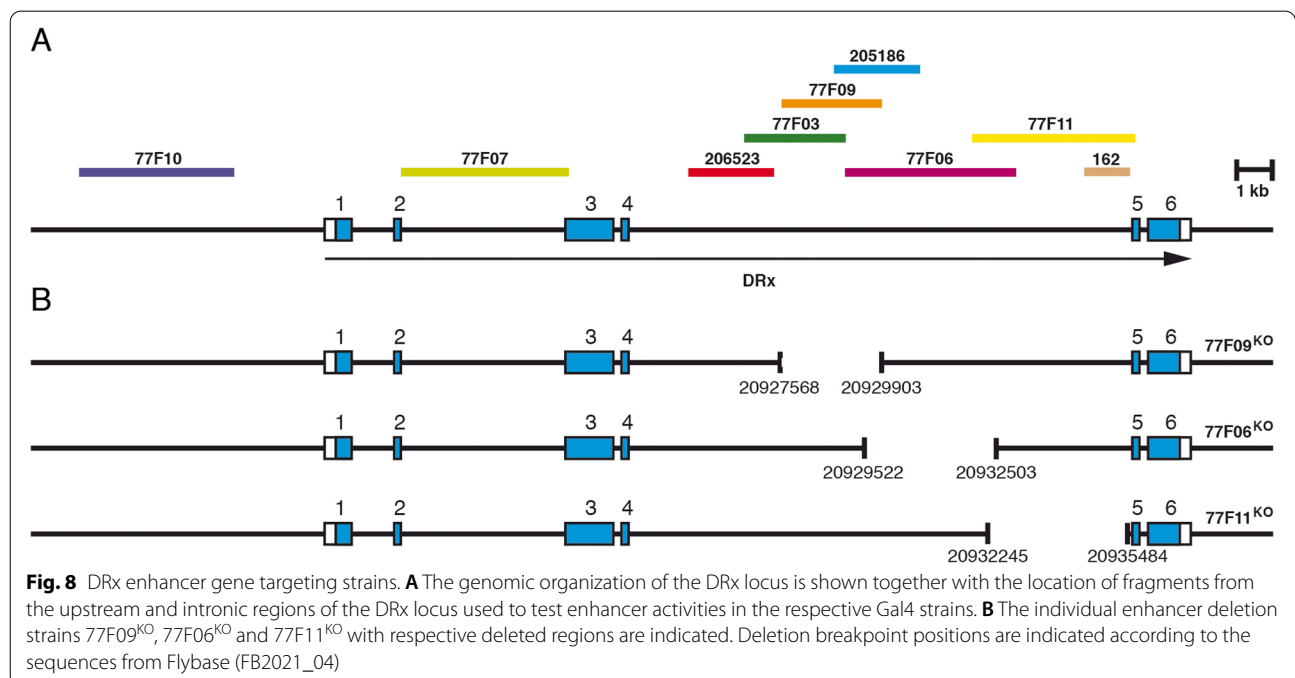 A
205186
77F09
77F03
77F11
77F10
77F07
206523
77F06
162
1 kb
1 2 3 4 5 6
DRx
B
1 2 3 4 5 6 77F09KO
20927568 20929903
1 2 3 4 5 6 77F06KO
20929522 20932503
1 2 3 4 5 6 77F11KO
20932245 20935484
Fig. 8 DRx enhancer gene targeting strains. A The genomic organization of the DRx locus is shown together with the location of fragments from
the upstream and intronic regions of the DRx locus used to test enhancer activities in the respective Gal4 strains. B The individual enhancer deletion
strains 77F09KO, 77F06KO and 77F11KO with respective deleted regions are indicated. Deletion breakpoint positions are indicated according to the
sequences from Flybase (FB2021_04)